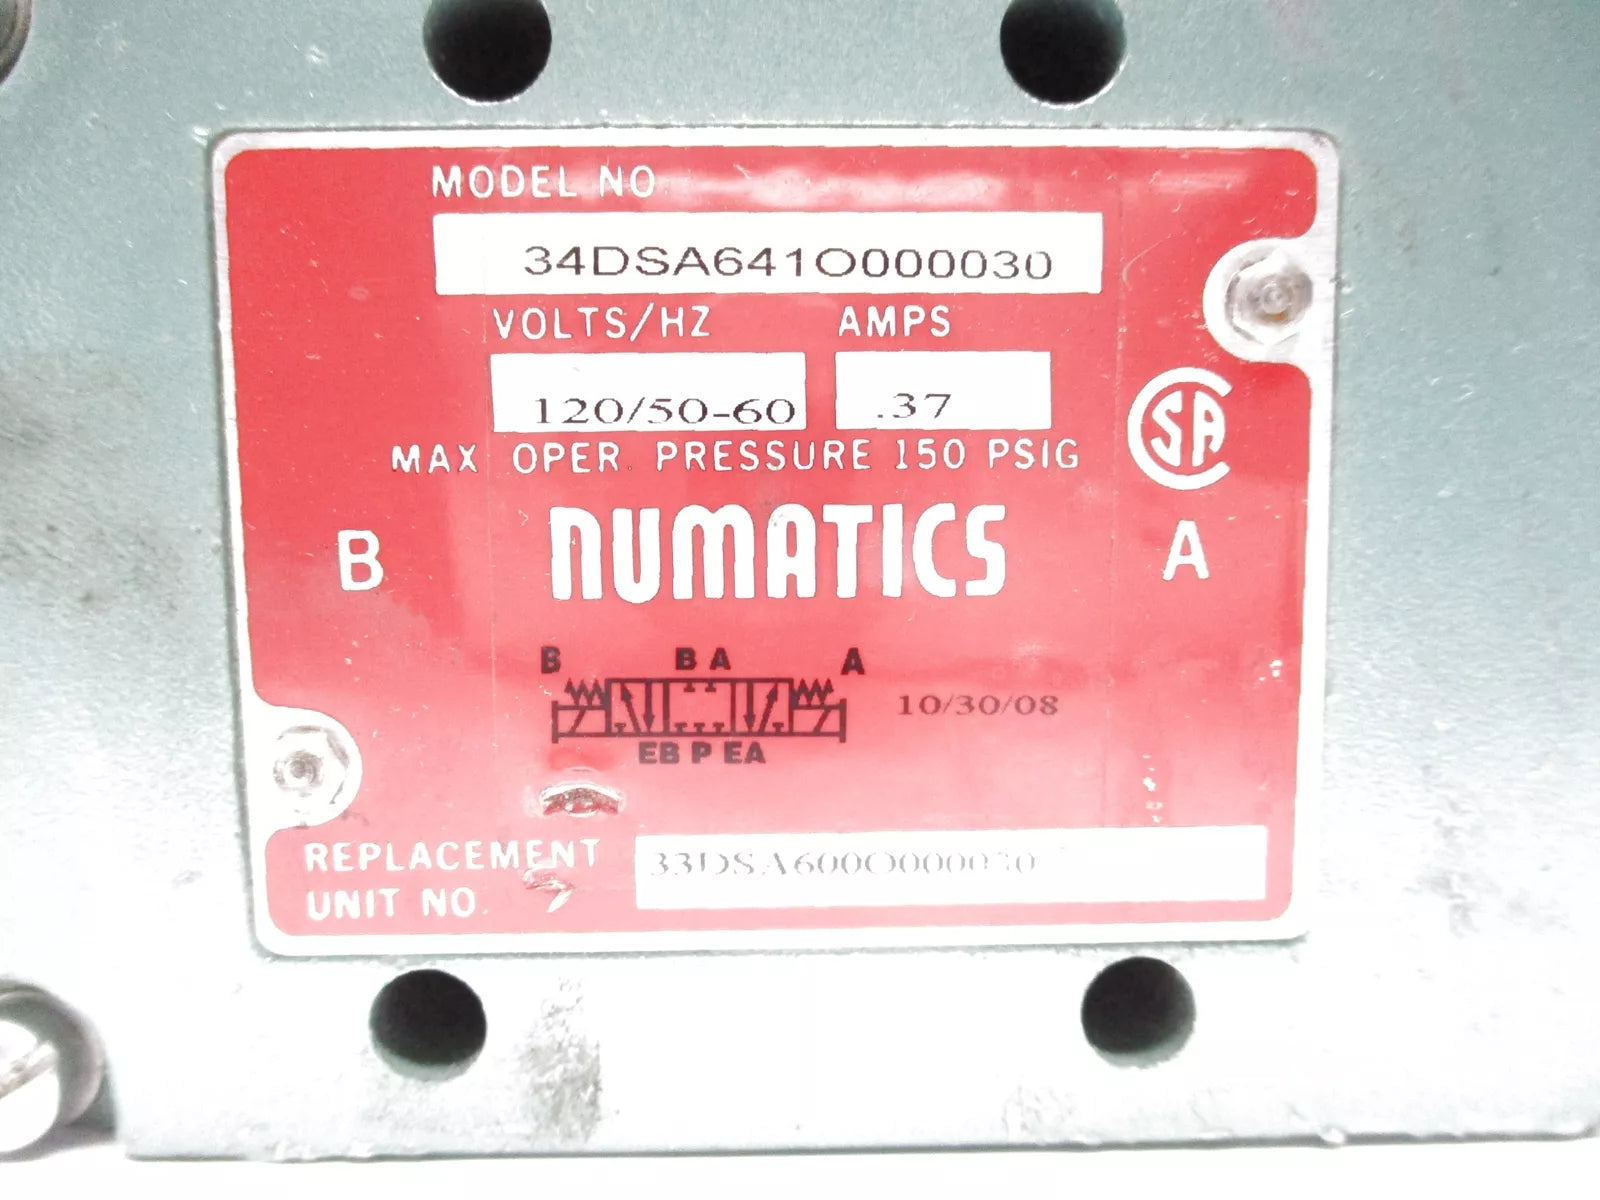 MODEL NO.
34DSA641O000030
VOLTS/HZ AMPS
120/50-60 .37
MAX OPER. PRESSURE 150 PSIG
SA
B NUMATICS A
B B A A
10/30/08
EB P EA
REPLACEMENT 33DSA600O000030
UNIT NO.